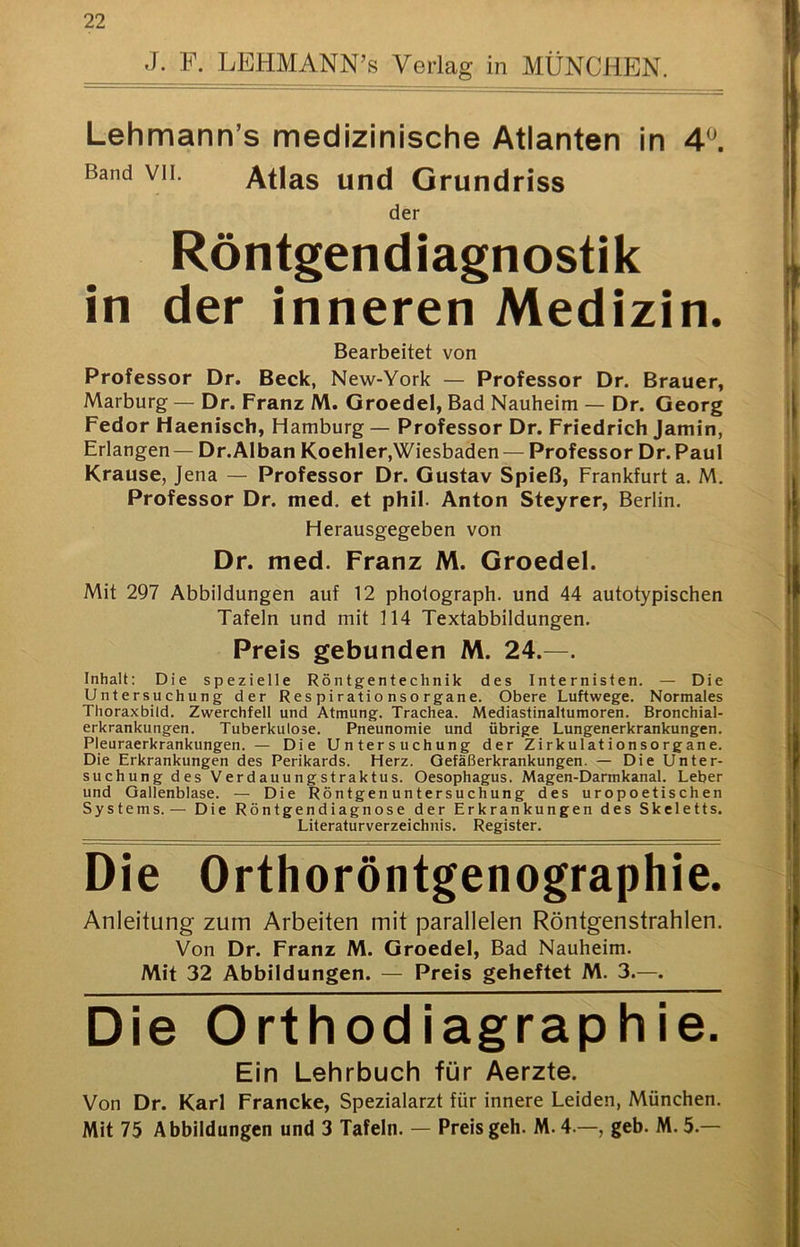 22
J. F. LEHMANN's Verlag in MÜNCHEN.
Lehmann's medizinische Atlanten in 4⁰.
Band VII. Atlas und Grundriss
der
Röntgendiagnostik
in der inneren Medizin.
Bearbeitet von
Professor Dr. Beck, New-York — Professor Dr. Brauer,
Marburg — Dr. Franz M. Groedel, Bad Nauheim — Dr. Georg
Fedor Haenisch, Hamburg — Professor Dr. Friedrich Jamin,
Erlangen — Dr.Alban Koehler,Wiesbaden — Professor Dr. Paul
Krause, Jena — Professor Dr. Gustav Spieß, Frankfurt a. M.
Professor Dr. med. et phil. Anton Steyrer, Berlin.
Herausgegeben von
Dr. med. Franz M. Groedel.
Mit 297 Abbildungen auf 12 photograph. und 44 autotypischen
Tafeln und mit 114 Textabbildungen.
Preis gebunden M. 24.—.
Inhalt: Die spezielle Röntgentechnik des Internisten. — Die
Untersuchung der Respirationsorgane. Obere Luftwege. Normales
Thoraxbild. Zwerchfell und Atmung. Trachea. Mediastinaltumoren. Bronchial-
erkrankungen. Tuberkulose. Pneunomie und übrige Lungenerkrankungen.
Pleuraerkrankungen. — Die Untersuchung der Zirkulationsorgane.
Die Erkrankungen des Perikards. Herz. Gefäßerkrankungen. — Die Unter-
suchung des Verdauungstraktus. Oesophagus. Magen-Darmkanal. Leber
und Gallenblase. — Die Röntgenuntersuchung des uropoetischen
Systems. — Die Röntgendiagnose der Erkrankungen des Skeletts.
Literaturverzeichnis. Register.
Die Orthoröntgenographie.
Anleitung zum Arbeiten mit parallelen Röntgenstrahlen.
Von Dr. Franz M. Groedel, Bad Nauheim.
Mit 32 Abbildungen. — Preis geheftet M. 3.—.
Die Orthodiagraphie.
Ein Lehrbuch für Aerzte.
Von Dr. Karl Francke, Spezialarzt für innere Leiden, München.
Mit 75 Abbildungen und 3 Tafeln. — Preis geh. M. 4.—, geb. M. 5.—